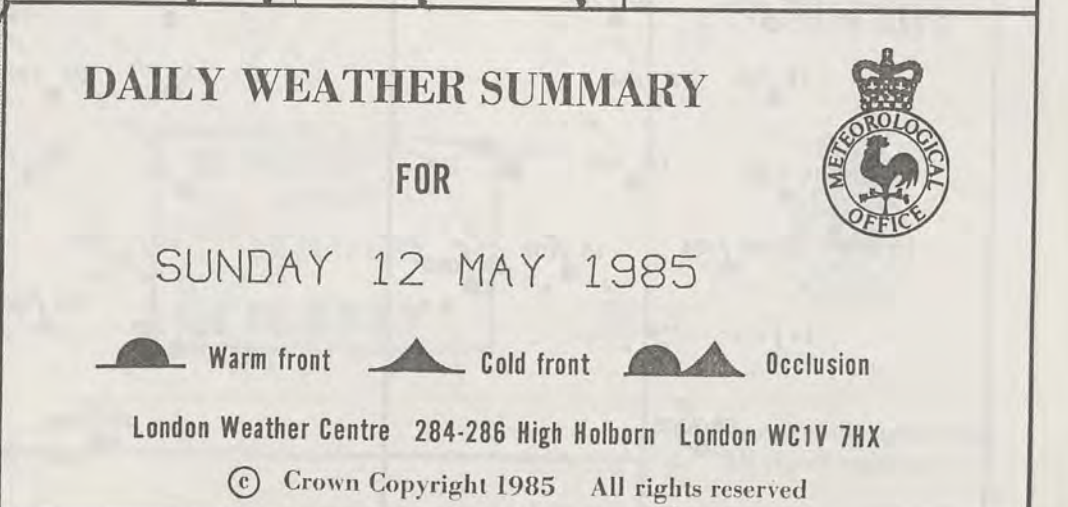 DAILY WEATHER SUMMARY
METEOROLOGICAL OFFICE
FOR
SUNDAY 12 MAY 1985
Warm front Cold front Occlusion
London Weather Centre 284-286 High Holborn London WC1V 7HX
© Crown Copyright 1985 All rights reserved